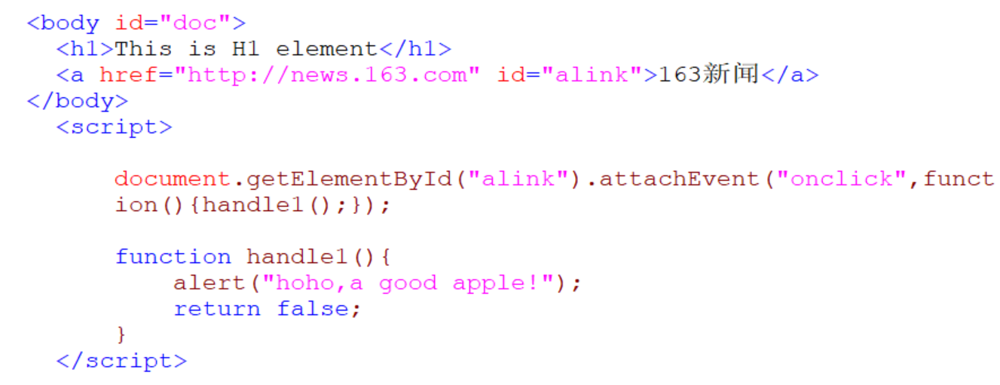 <body id="doc">
<h1>This is H1 element</h1>
<a href="http://news.163.com" id="alink">163新闻</a>
</body>
<script>
document.getElementById("alink").attachEvent("onclick",funct
ion(){handle1();});
function handle1(){
alert("hoho,a good apple!");
return false;
}
</script>